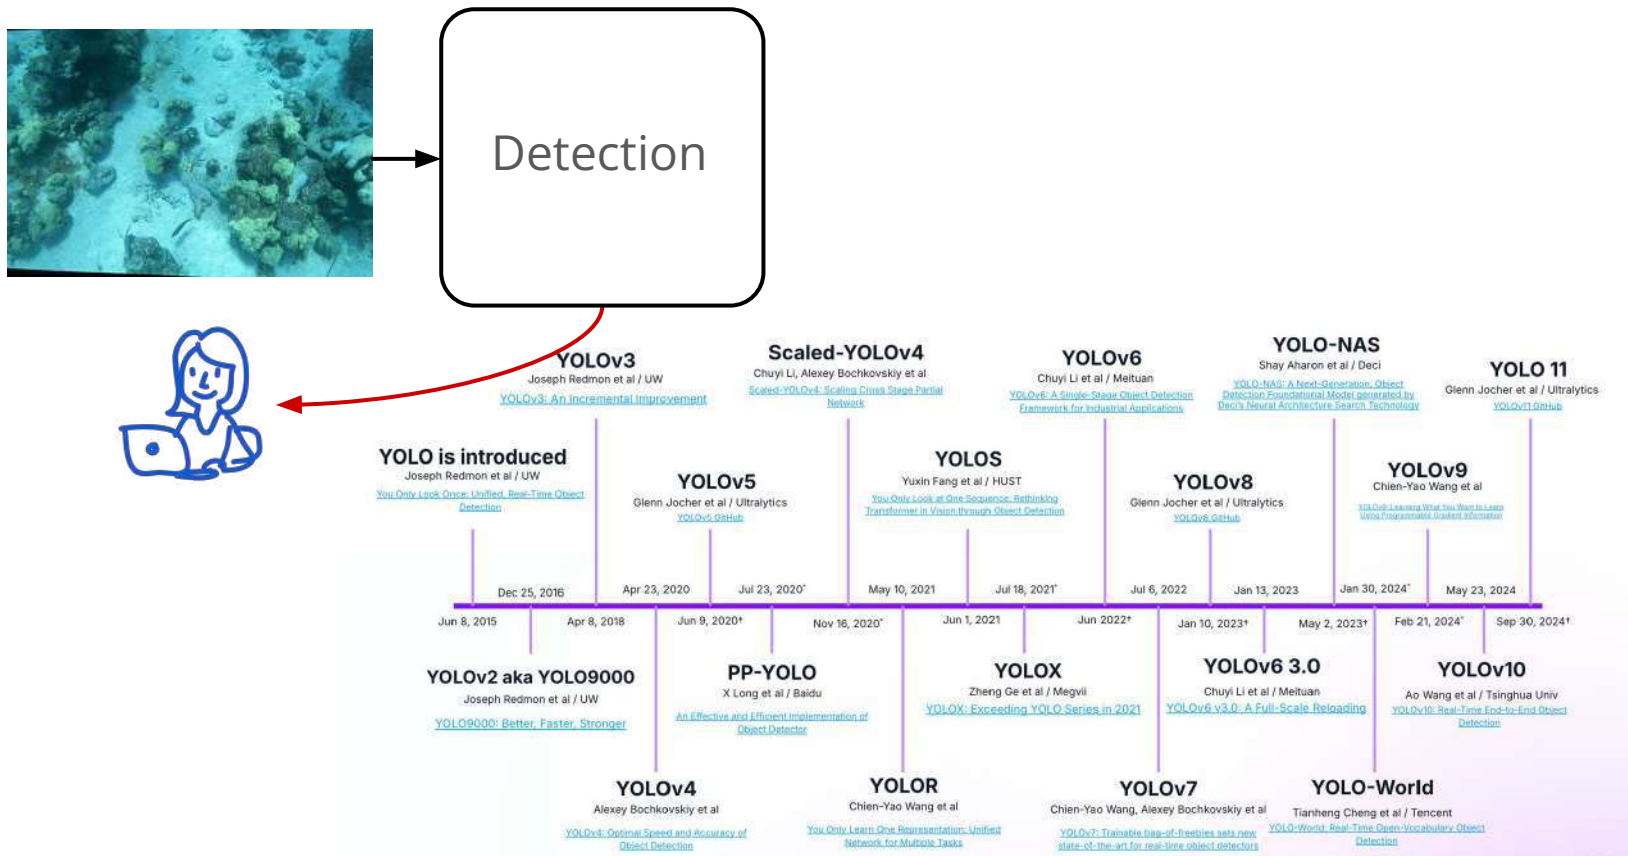 Detection
YOLOv3
Joseph Redmon et al / UW
YOLOv3: An Incremental Improvement
Scaled-YOLOv4
Chuyi Li, Alexey Bochkovskiy et al
Scaled-YOLOv4: Scaling Cross Stage Partial
Network
YOLOv6
Chuyi Li et al / Meituan
YOLOv6: A Single-Stage Object Detection
Framework for Industrial Applications
YOLO-NAS
Shay Aharon et al / Deci
YOLO-NAS: A Next-Generation, Object
Detection Foundational Model generated by
Deci's Neural Architecture Search Technology
YOLO 11
Glenn Jocher et al / Ultralytics
YOLOv11 GitHub
YOLO is introduced
Joseph Redmon et al / UW
You Only Look Once: Unified, Real-Time Object
Detection
YOLOv5
Glenn Jocher et al / Ultralytics
YOLOv5 GitHub
YOLOS
Yuxin Fang et al / HUST
You Only Look at One Sequence: Rethinking
Transformer in Vision through Object Detection
YOLOv8
Glenn Jocher et al / Ultralytics
YOLOv8 GitHub
YOLOv9
Chien-Yao Wang et al
YOLOv9: Learning What You Want to Learn
Using Programmable Gradient Information
Dec 25, 2016
Apr 23, 2020
Jul 23, 2020*
May 10, 2021
Jul 18, 2021*
Jul 6, 2022
Jan 13, 2023
Jan 30, 2024*
May 23, 2024
Jun 8, 2015
Apr 8, 2018
Jun 9, 2020†
Nov 16, 2020*
Jun 1, 2021
Jun 2022†
Jan 10, 2023†
May 2, 2023†
Feb 21, 2024*
Sep 30, 2024†
YOLOv2 aka YOLO9000
Joseph Redmon et al / UW
YOLO9000: Better, Faster, Stronger
PP-YOLO
X Long et al / Baidu
An Effective and Efficient Implementation of
Object Detector
YOLOX
Zheng Ge et al / Megvii
YOLOX: Exceeding YOLO Series in 2021
YOLOv6 3.0
Chuyi Li et al / Meituan
YOLOv6 v3.0: A Full-Scale Reloading
YOLOv10
Ao Wang et al / Tsinghua Univ
YOLOv10: Real-Time End-to-End Object
Detection
YOLOv4
Alexey Bochkovskiy et al
YOLOv4: Optimal Speed and Accuracy of
Object Detection
YOLOR
Chien-Yao Wang et al
You Only Learn One Representation: Unified
Network for Multiple Tasks
YOLOv7
Chien-Yao Wang, Alexey Bochkovskiy et al
YOLOv7: Trainable bag-of-freebies sets new
state-of-the-art for real-time object detectors
YOLO-World
Tianheng Cheng et al / Tencent
YOLO-World: Real-Time Open-Vocabulary Object
Detection